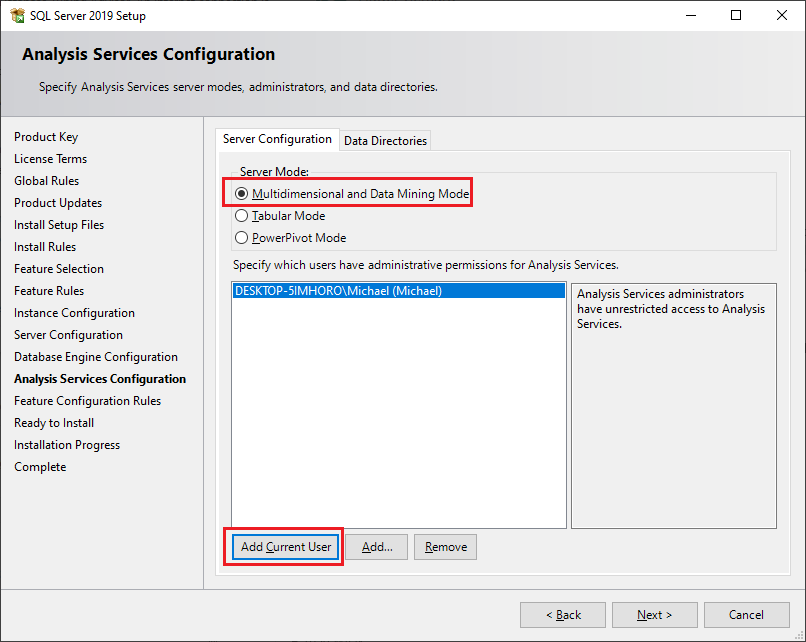 SQL Server 2019 Setup
Analysis Services Configuration
Specify Analysis Services server modes, administrators, and data directories.
Product Key
License Terms
Global Rules
Product Updates
Install Setup Files
Install Rules
Feature Selection
Feature Rules
Instance Configuration
Server Configuration
Database Engine Configuration
Analysis Services Configuration
Feature Configuration Rules
Ready to Install
Installation Progress
Complete
Server Configuration Data Directories
Server Mode:
Multidimensional and Data Mining Mode
Tabular Mode
PowerPivot Mode
Specify which users have administrative permissions for Analysis Services.
DESKTOP-5IMHORO\Michael (Michael)
Analysis Services administrators
have unrestricted access to Analysis
Services.
Add Current User Add... Remove
< Back Next > Cancel